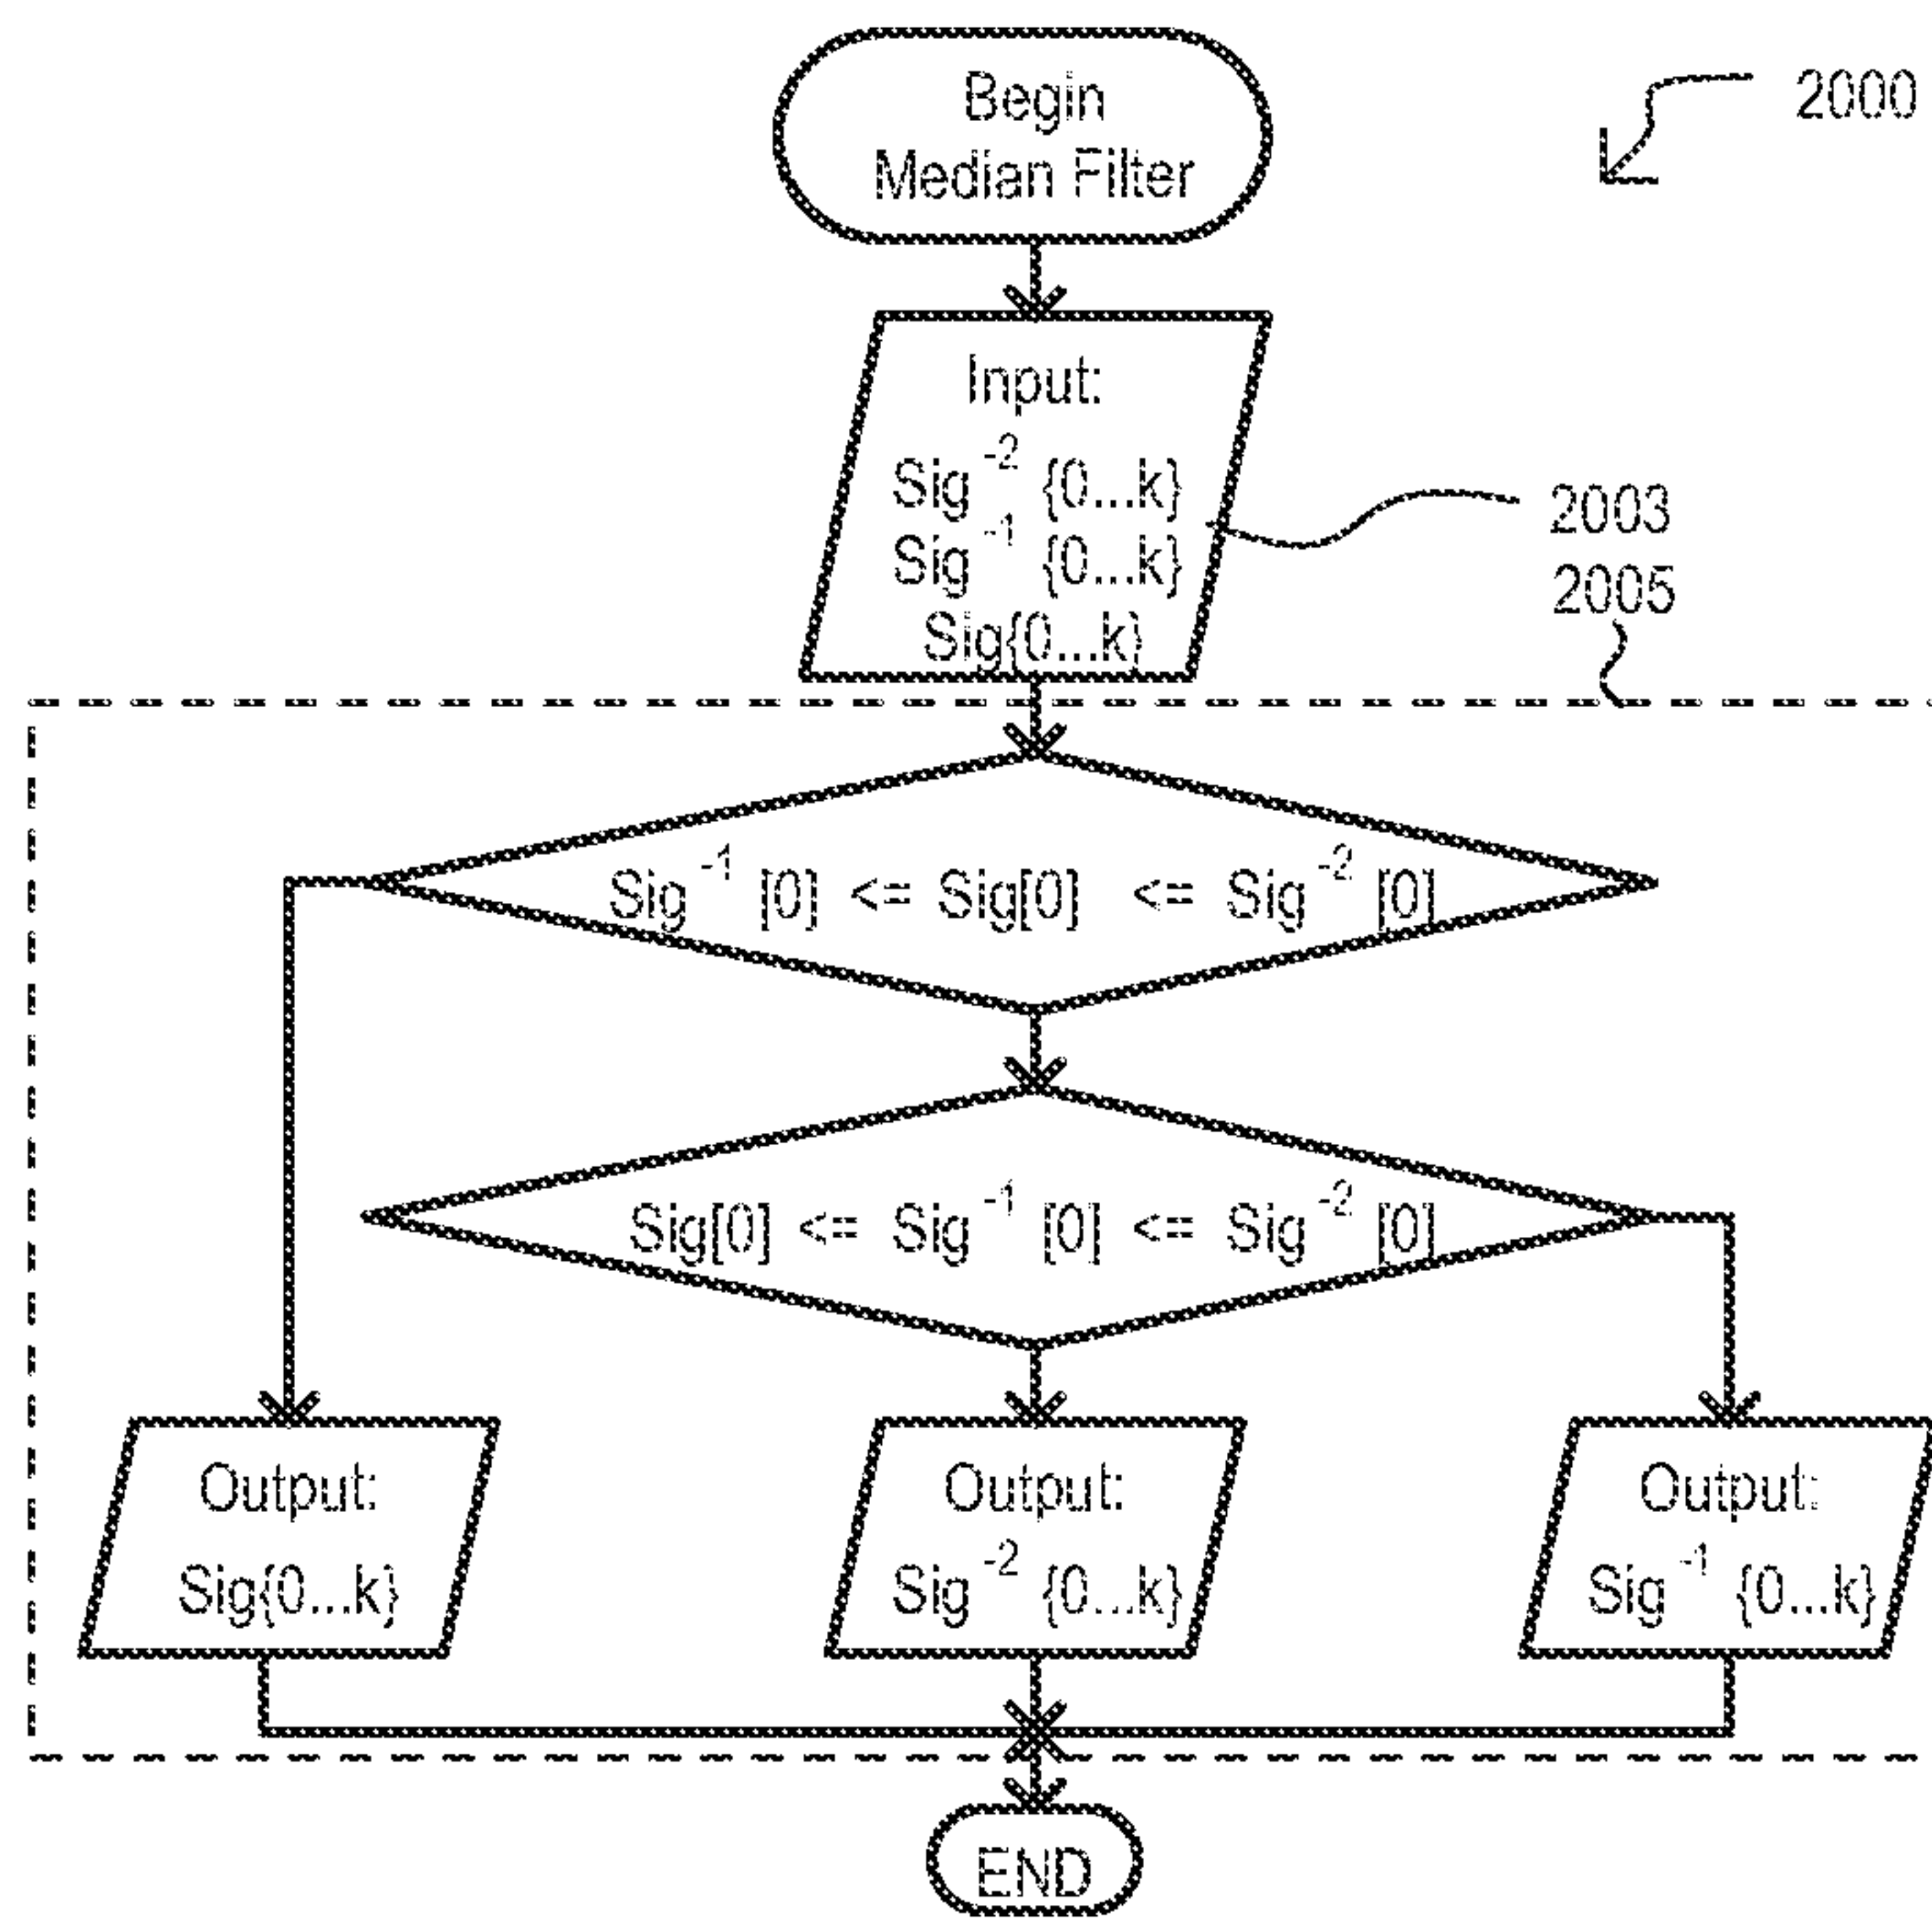 Begin
Median Filter
2000
Input:
Sig⁻² {0...k}
Sig⁻¹ {0...k}
Sig{0...k}
2003
2005
Sig⁻¹ [0] <= Sig[0] <= Sig⁻² [0]
Sig[0] <= Sig⁻¹ [0] <= Sig⁻² [0]
Output:
Sig{0...k}
Output:
Sig⁻² {0...k}
Output:
Sig⁻¹ {0...k}
END